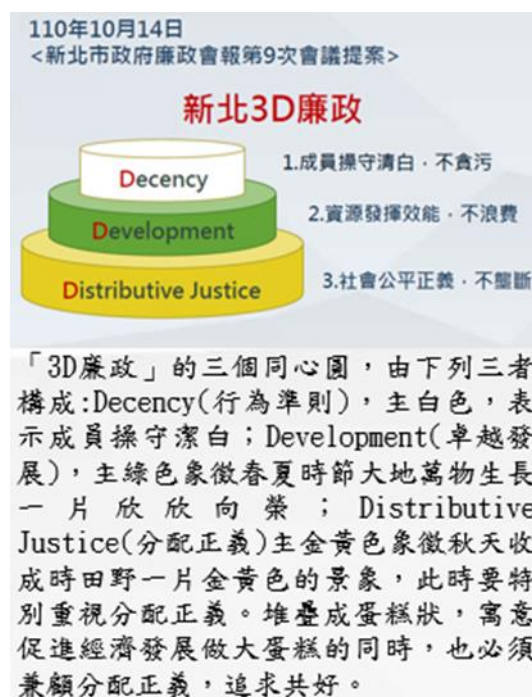 110年10月14日
<新北市政府廉政會報第9次會議提案>
新北3D廉政
Decency
1.成員操守清白．不貪污
Development
2.資源發揮效能．不浪費
Distributive Justice
3.社會公平正義．不壟斷
「3D廉政」的三個同心圓，由下列三者
構成:Decency(行為準則)，主白色，表
示成員操守潔白；Development(卓越發
展)，主綠色象徵春夏時節大地萬物生長
一片欣欣向榮；Distributive
Justice(分配正義)主金黃色象徵秋天收
成時田野一片金黃色的景象，此時要特
別重視分配正義。堆疊成蛋糕狀，寓意
促進經濟發展做大蛋糕的同時，也必須
兼顧分配正義，追求共好。